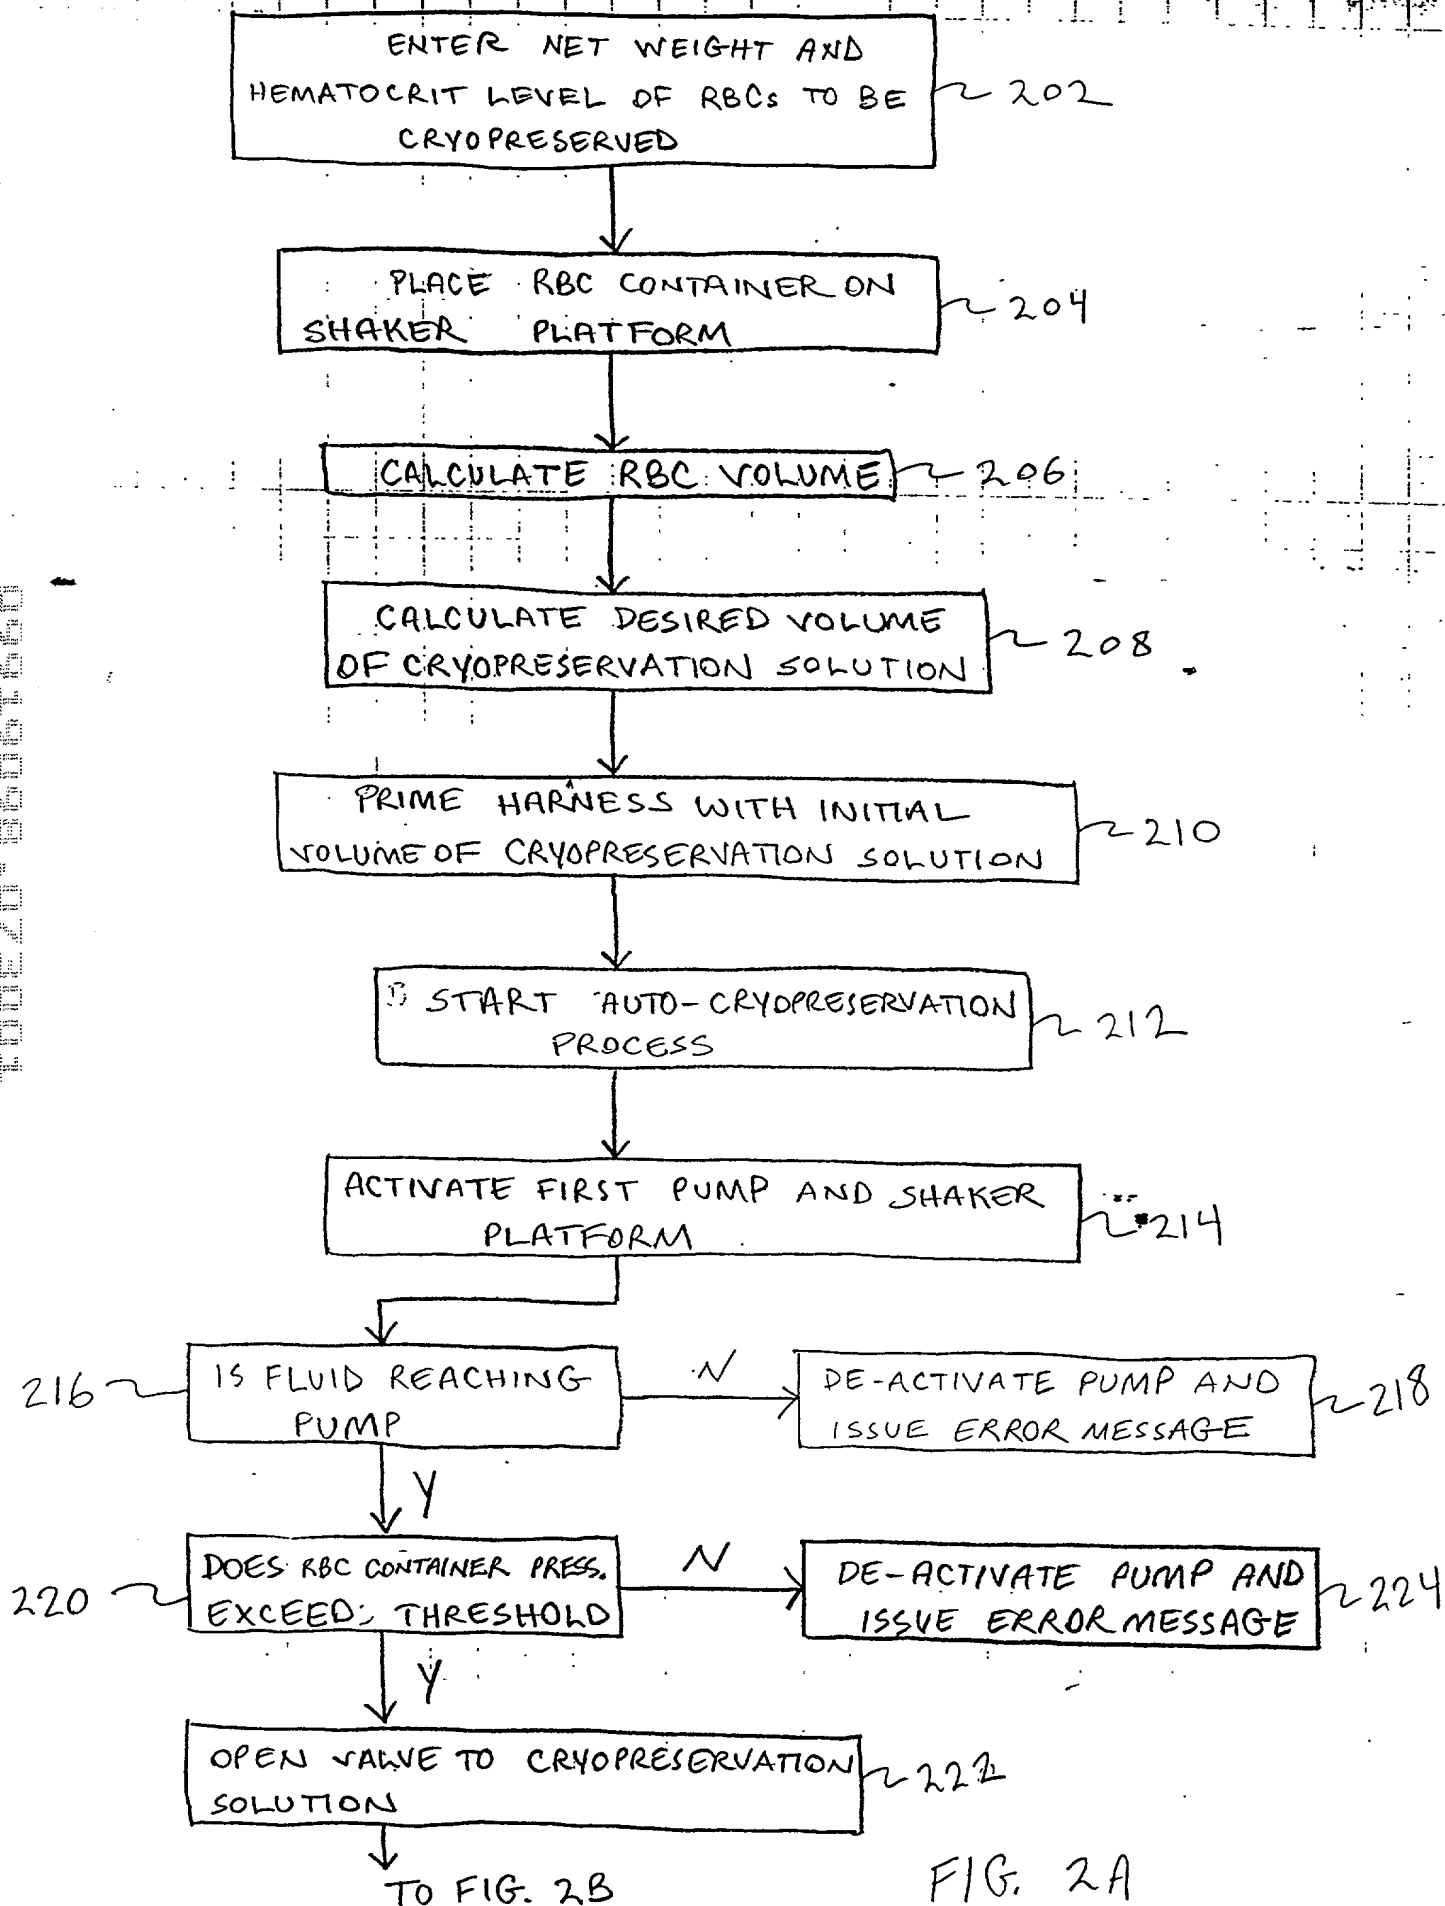 ENTER NET WEIGHT AND
HEMATOCRIT LEVEL OF RBCs TO BE
CRYOPRESERVED
202
PLACE RBC CONTAINER ON
SHAKER PLATFORM
204
CALCULATE RBC VOLUME
206
CALCULATE DESIRED VOLUME
OF CRYOPRESERVATION SOLUTION
208
PRIME HARNESS WITH INITIAL
VOLUME OF CRYOPRESERVATION SOLUTION
210
START AUTO-CRYOPRESERVATION
PROCESS
212
ACTIVATE FIRST PUMP AND SHAKER
PLATFORM
214
216
IS FLUID REACHING
PUMP
N
DE-ACTIVATE PUMP AND
ISSUE ERROR MESSAGE
218
Y
220
DOES RBC CONTAINER PRESS.
EXCEED THRESHOLD
N
DE-ACTIVATE PUMP AND
ISSUE ERROR MESSAGE
224
Y
OPEN VALVE TO CRYOPRESERVATION
SOLUTION
222
TO FIG. 2B
FIG. 2A